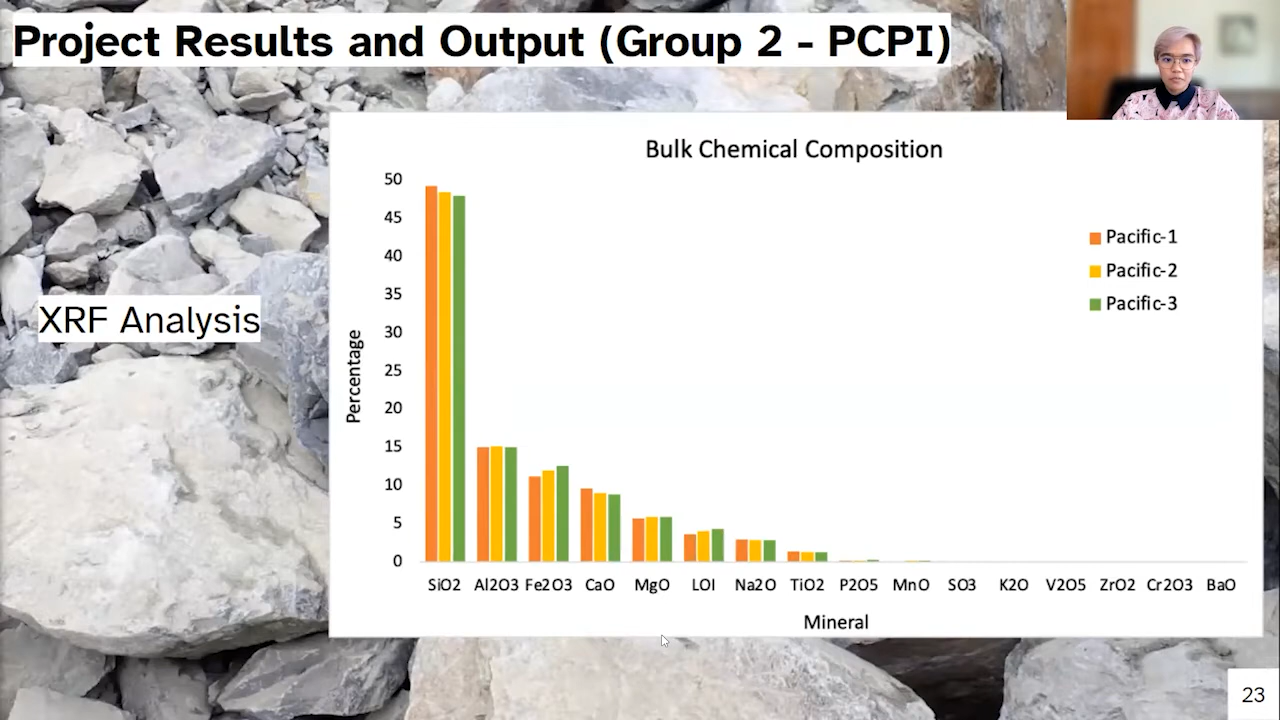 Project Results and Output (Group 2 - PCPI)
XRF Analysis
Bulk Chemical Composition
50
45
40
35
30
25
20
15
10
5
0
Percentage
Pacific-1
Pacific-2
Pacific-3
SiO2 Al2O3 Fe2O3 CaO MgO LOI Na2O TiO2 P2O5 MnO SO3 K2O V2O5 ZrO2 Cr2O3 BaO
Mineral
23